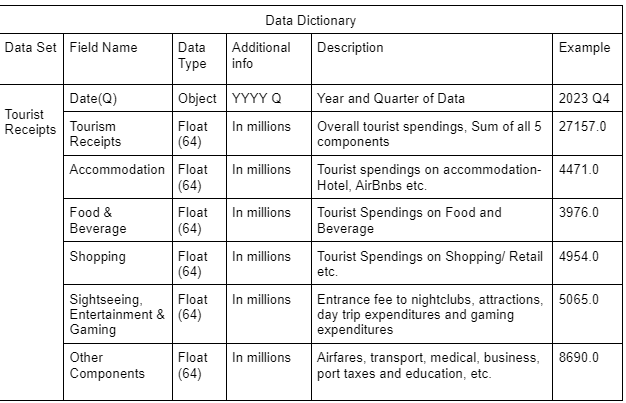 Data Dictionary
Data Set Field Name Data Type Additional info Description Example
Tourist Receipts
Date(Q) Object YYYY Q Year and Quarter of Data 2023 Q4
Tourism Receipts Float (64) In millions Overall tourist spendings, Sum of all 5 components 27157.0
Accommodation Float (64) In millions Tourist spendings on accommodation- Hotel, AirBnbs etc. 4471.0
Food & Beverage Float (64) In millions Tourist Spendings on Food and Beverage 3976.0
Shopping Float (64) In millions Tourist Spendings on Shopping/ Retail etc. 4954.0
Sightseeing, Entertainment & Gaming Float (64) In millions Entrance fee to nightclubs, attractions, day trip expenditures and gaming expenditures 5065.0
Other Components Float (64) In millions Airfares, transport, medical, business, port taxes and education, etc. 8690.0